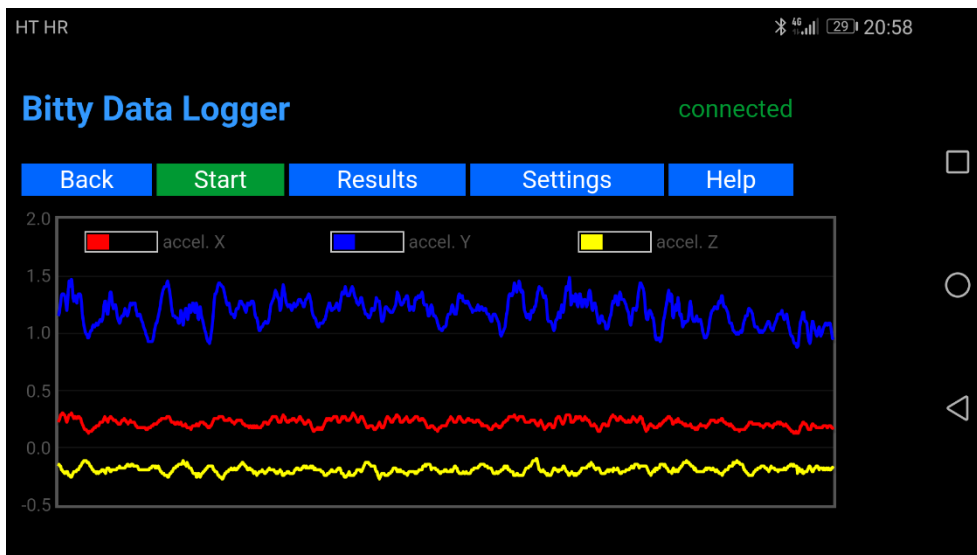 HT HR 4G 29 20:58
Bitty Data Logger connected
Back Start Results Settings Help
2.0
accel. X accel. Y accel. Z
1.5
1.0
0.5
0.0
-0.5